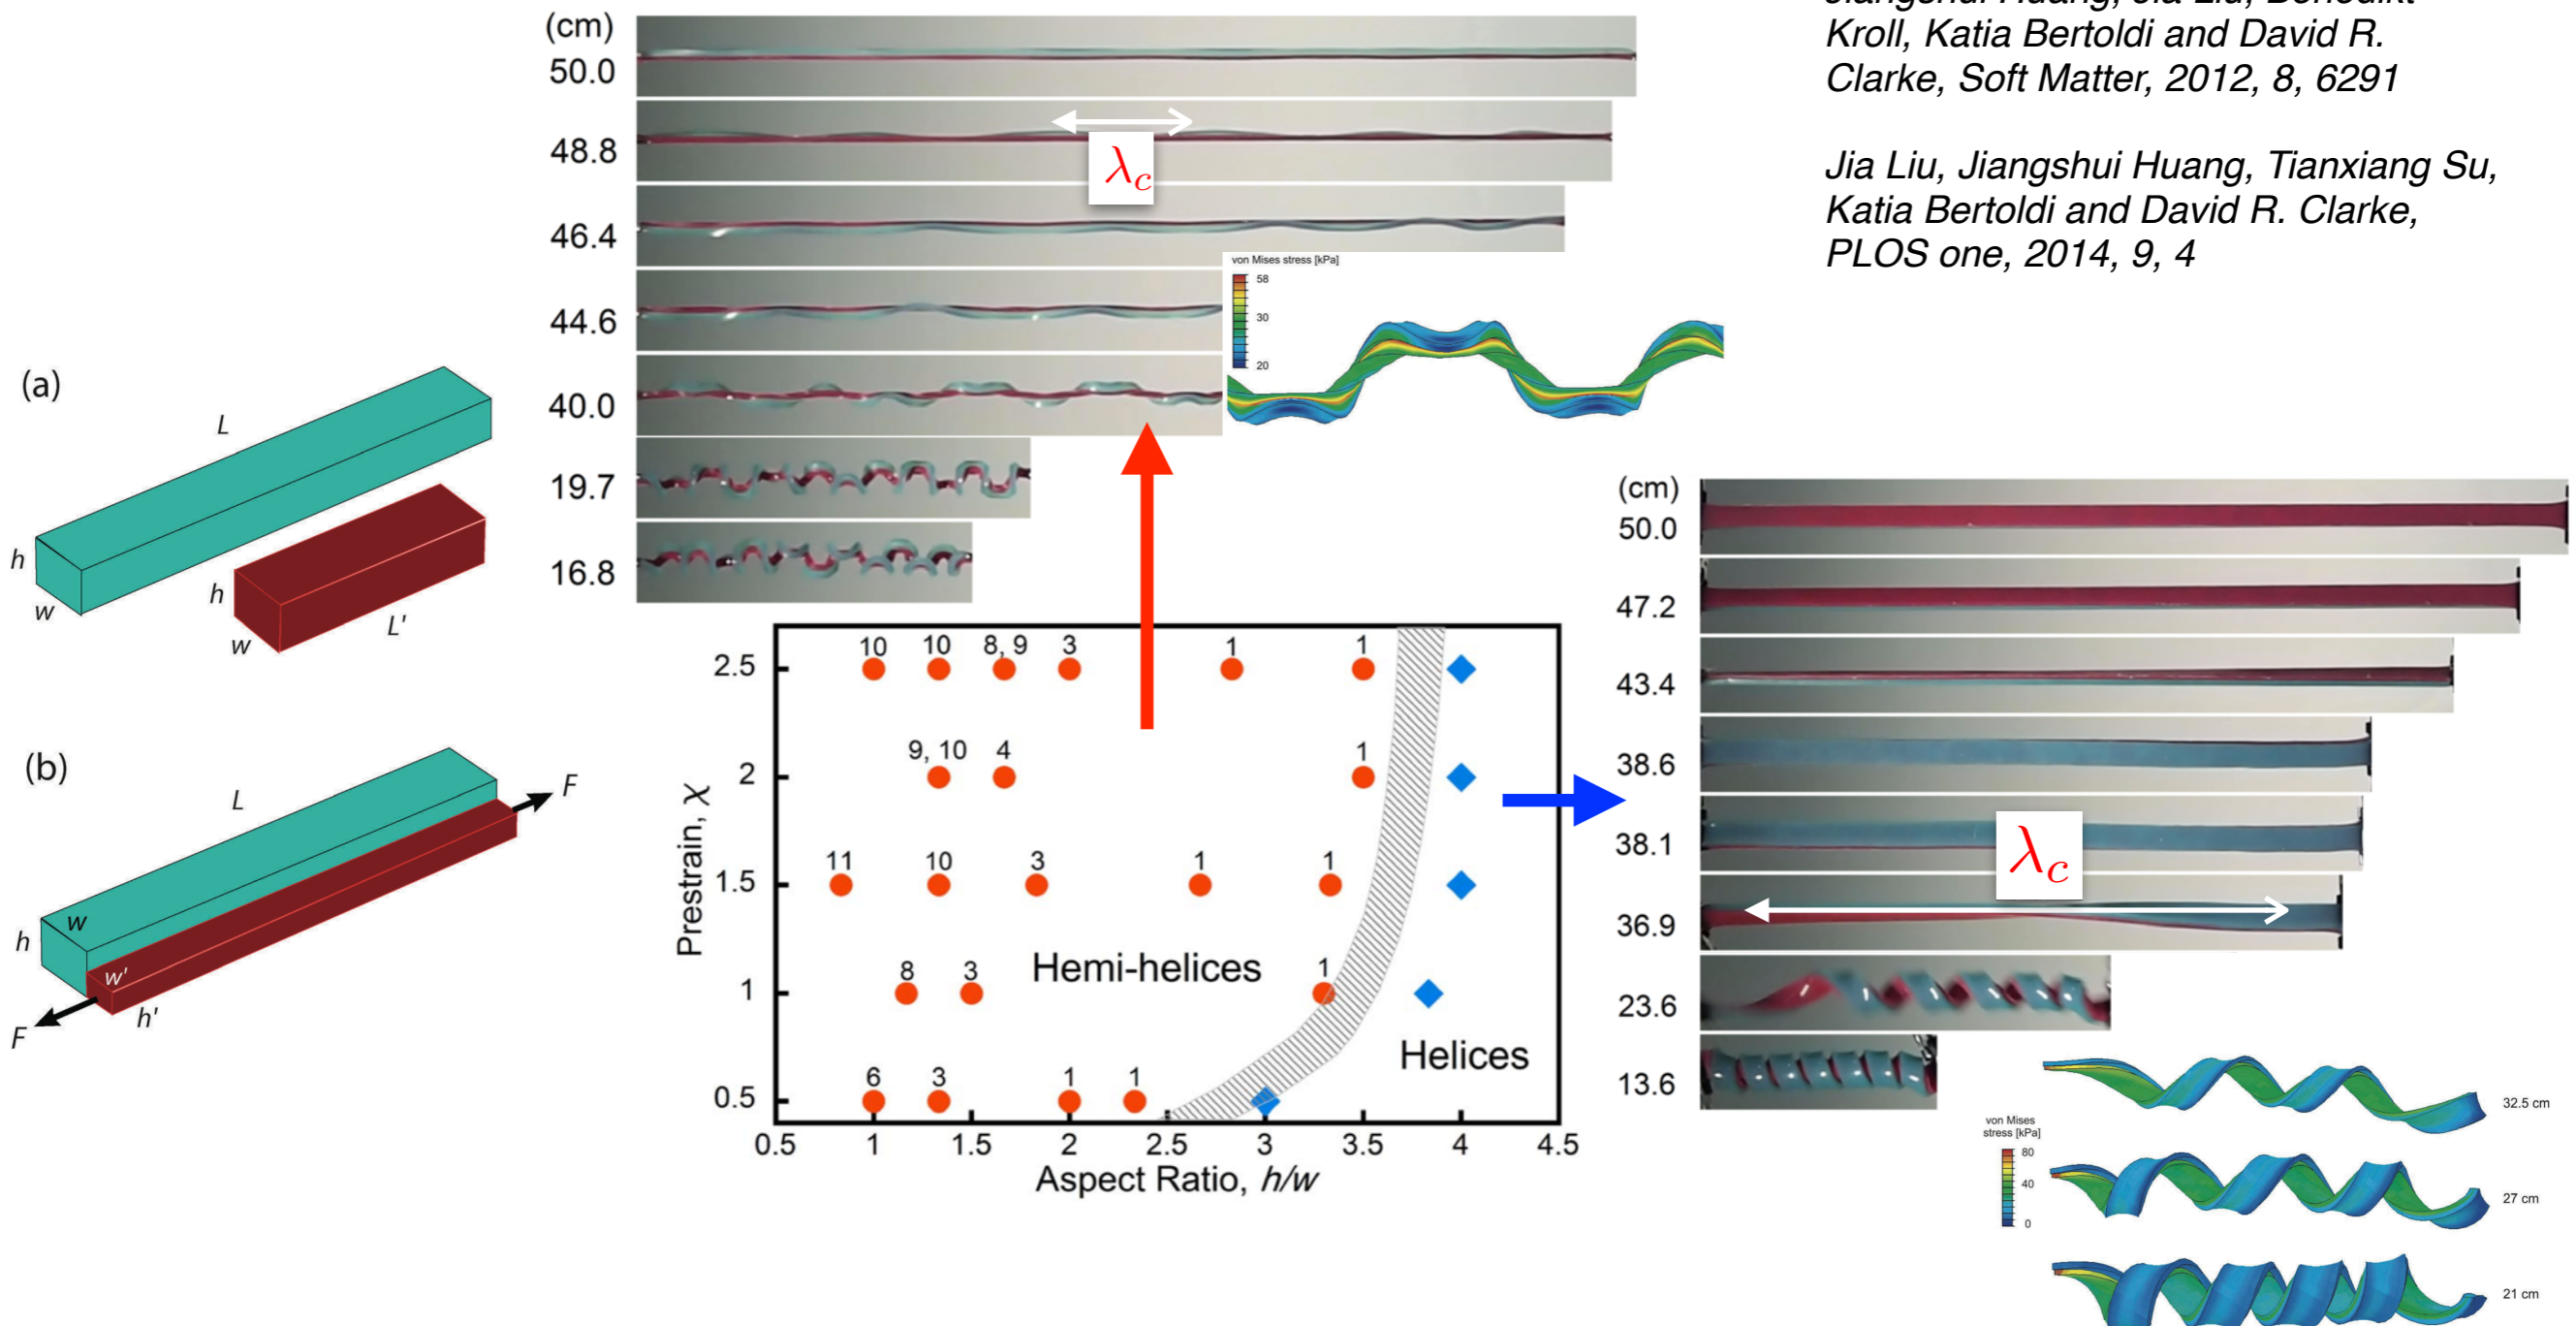 Kroll, Katia Bertoldi and David R.
Clarke, Soft Matter, 2012, 8, 6291
Jia Liu, Jiangshui Huang, Tianxiang Su,
Katia Bertoldi and David R. Clarke,
PLOS one, 2014, 9, 4
(cm)
50.0
48.8
λc
46.4
44.6
40.0
19.7
16.8
von Mises stress [kPa]
58
30
20
(a)
L
h
w
h
w
L'
(b)
L
F
w
h
w'
h'
F
10 10 8, 9 3 1 1
9, 10 4 1
11 10 3 1 1
8 3 1
6 3 1 1
2.5
2
1.5
1
0.5
Prestrain, χ
Hemi-helices
Helices
0.5 1 1.5 2 2.5 3 3.5 4 4.5
Aspect Ratio, h/w
(cm)
50.0
47.2
43.4
38.6
38.1
λc
36.9
23.6
13.6
von Mises
stress [kPa]
80
40
0
32.5 cm
27 cm
21 cm